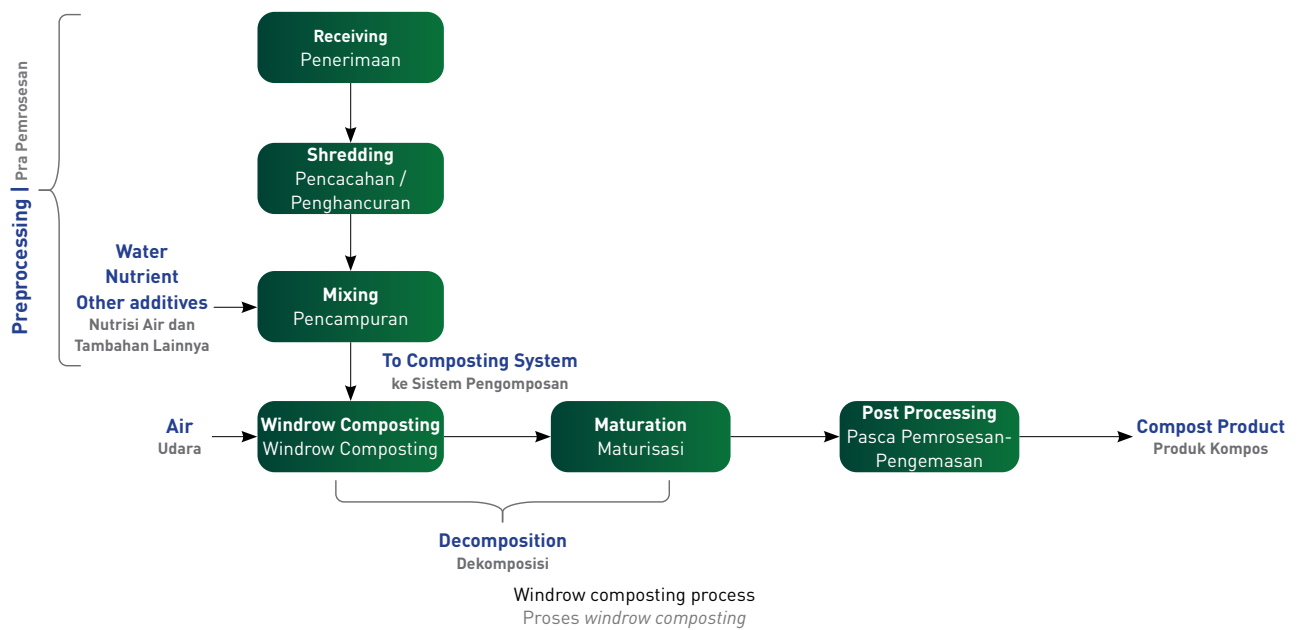 Receiving
Penerimaan
Preprocessing | Pra Pemrosesan
Shredding
Pencacahan /
Penghancuran
Water
Nutrient
Other additives
Nutrisi Air dan
Tambahan Lainnya
Mixing
Pencampuran
To Composting System
ke Sistem Pengomposan
Air
Udara
Windrow Composting
Windrow Composting
Maturation
Maturisasi
Post Processing
Pasca Pemrosesan-
Pengemasan
Compost Product
Produk Kompos
Decomposition
Dekomposisi
Windrow composting process
Proses windrow composting